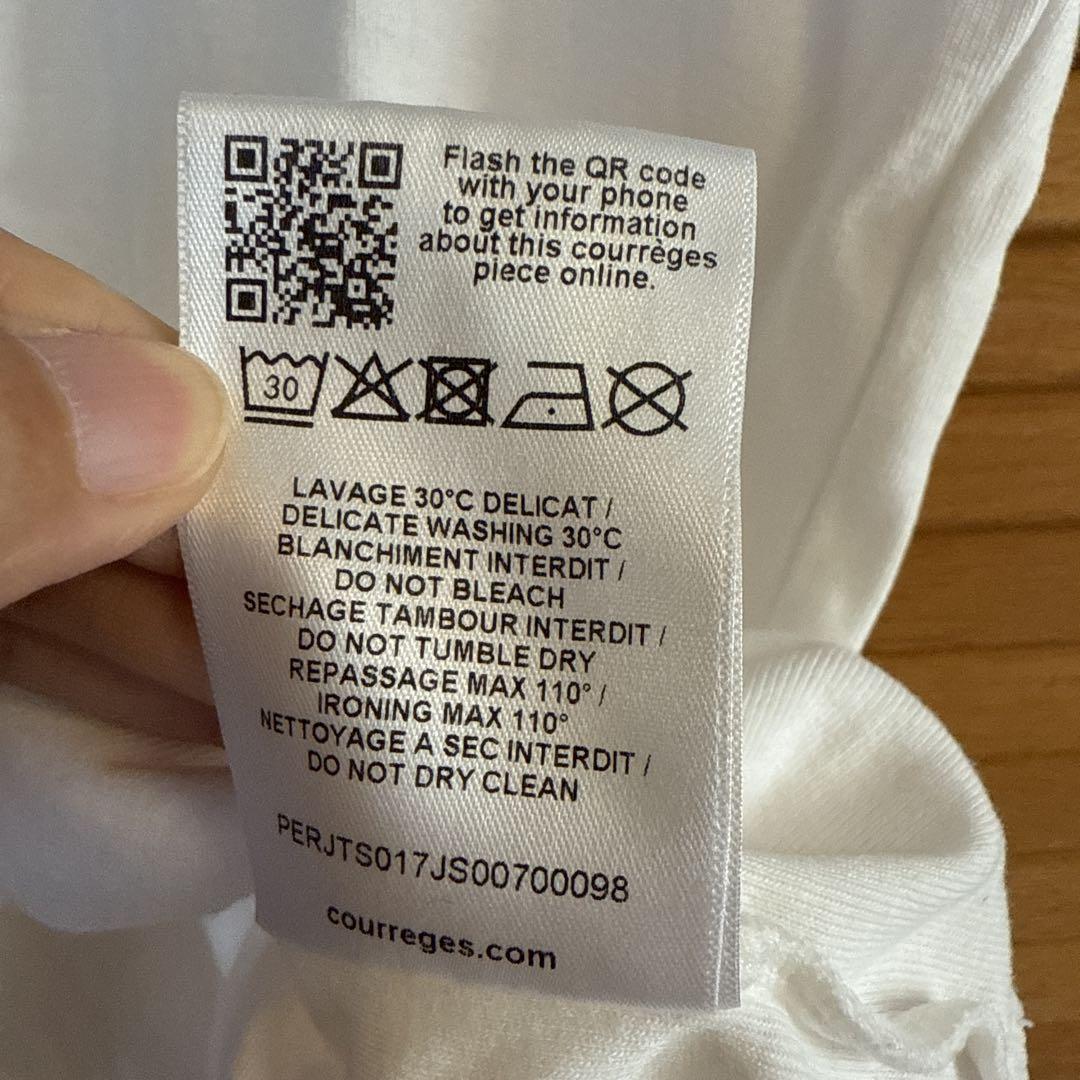 Flash the QR code
with your phone
to get information
about this courrèges
piece online.
30
LAVAGE 30°C DELICAT /
DELICATE WASHING 30°C
BLANCHIMENT INTERDIT /
DO NOT BLEACH
SECHAGE TAMBOUR INTERDIT /
DO NOT TUMBLE DRY
REPASSAGE MAX 110° /
IRONING MAX 110°
NETTOYAGE A SEC INTERDIT /
DO NOT DRY CLEAN
PERJTS017JS00700098
courreges.com